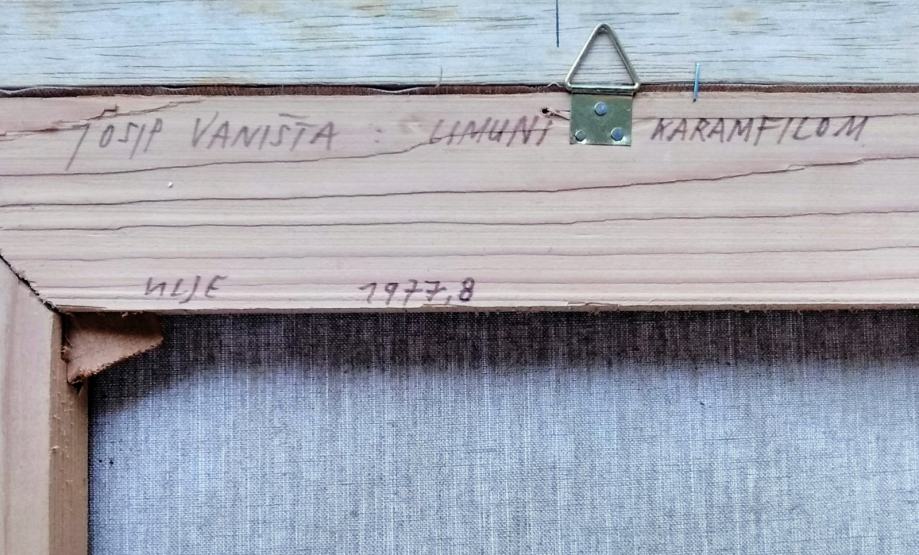 JOSIP VANIŠTA : LIMUNI KARAMFILOM
ULJE 1977,8